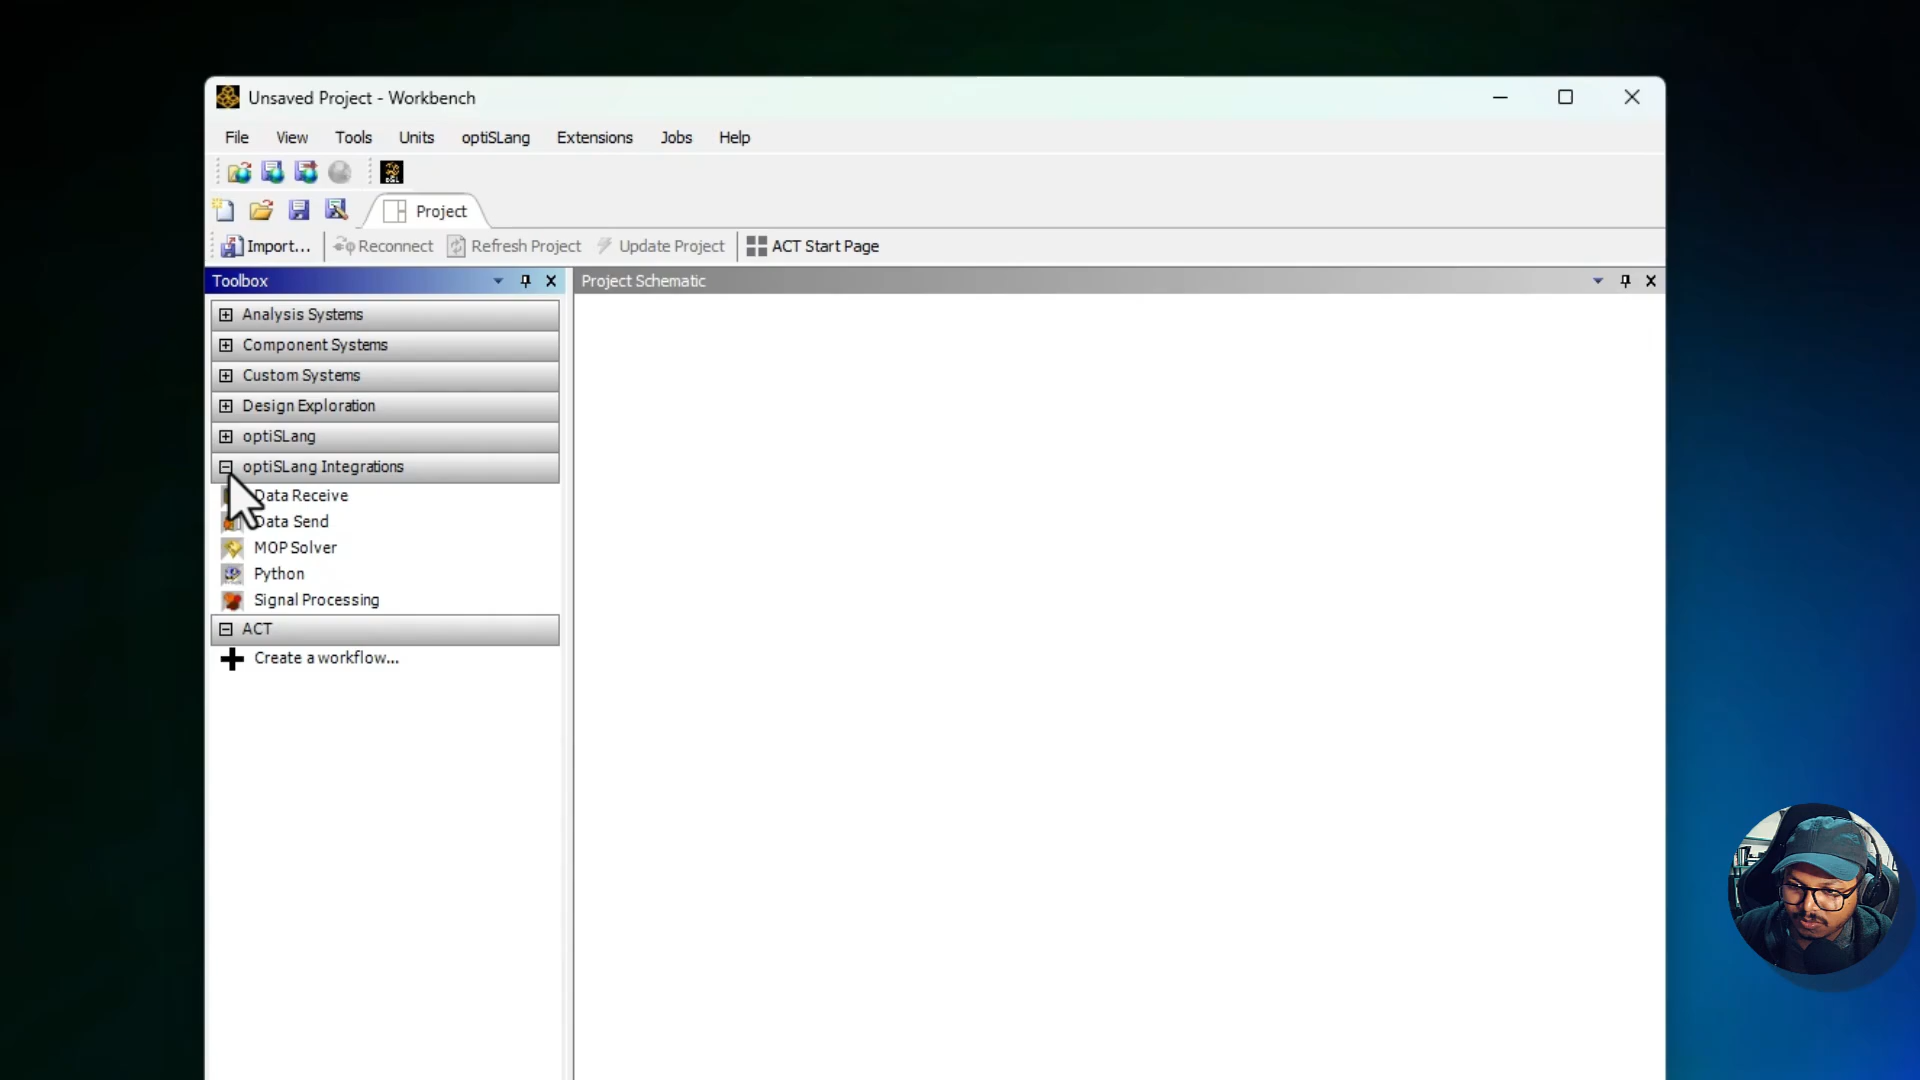 Unsaved Project - Workbench
File View Tools Units optiSLang Extensions Jobs Help
Project
Import... Reconnect Refresh Project Update Project ACT Start Page
Toolbox Project Schematic
Analysis Systems
Component Systems
Custom Systems
Design Exploration
optiSLang
optiSLang Integrations
Data Receive
Data Send
MOP Solver
Python
Signal Processing
ACT
Create a workflow...